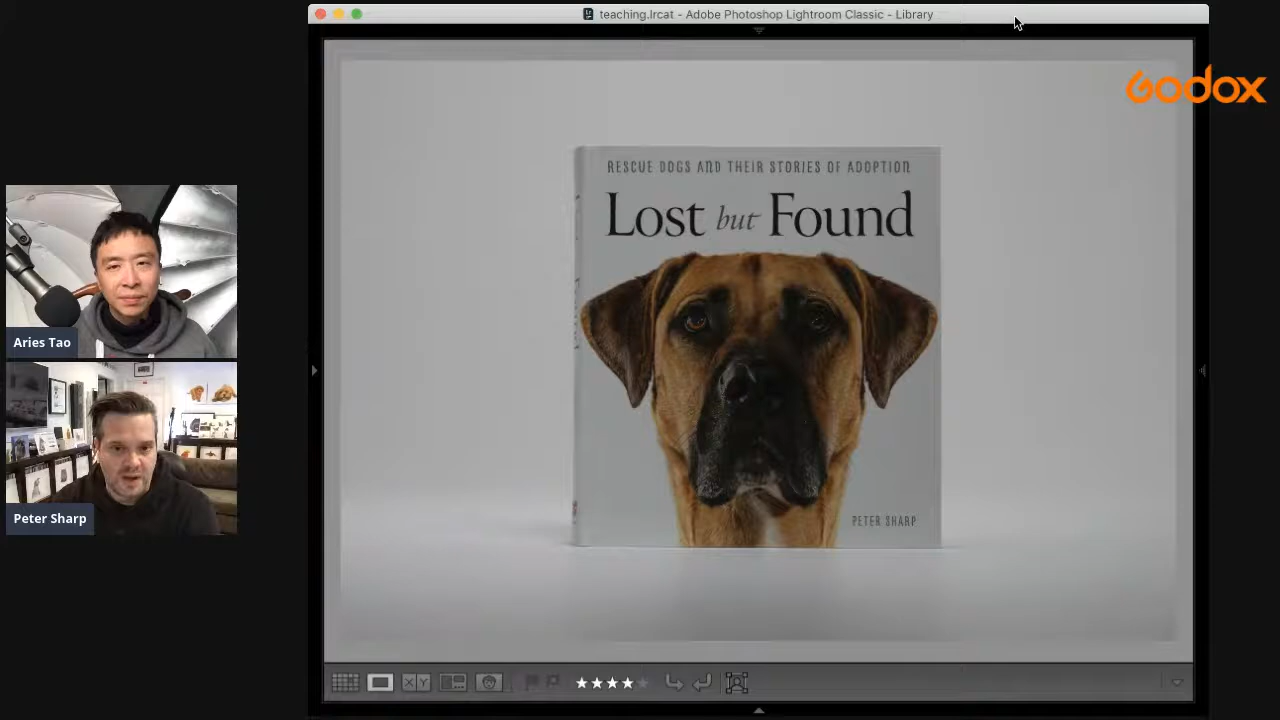 teaching.lrcat - Adobe Photoshop Lightroom Classic - Library
Godox
RESCUE DOGS AND THEIR STORIES OF ADOPTION
Lost but Found
PETER SHARP
Aries Tao
Peter Sharp
X Y